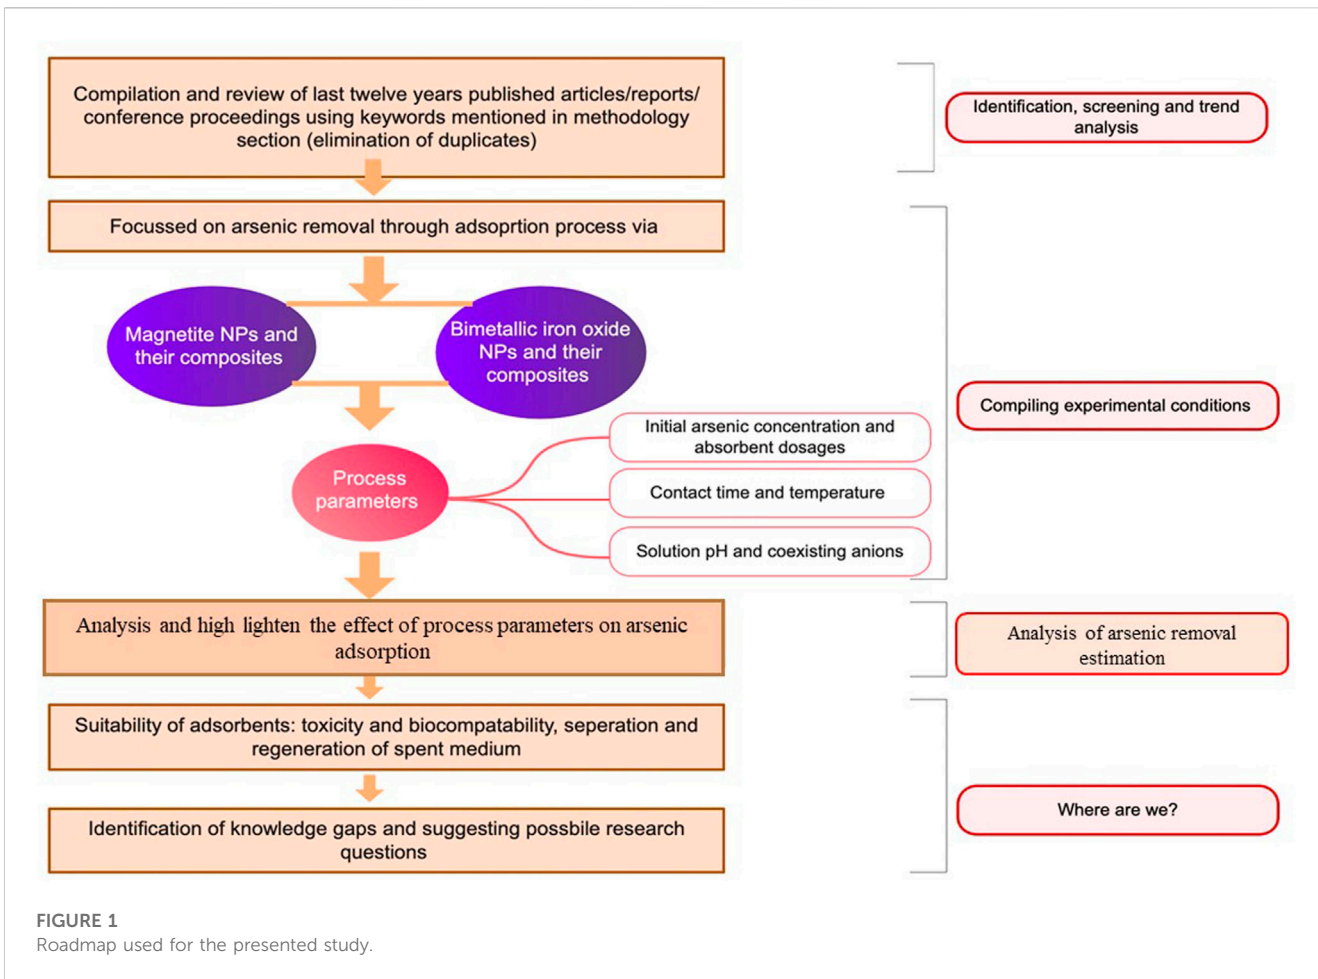 Compilation and review of last twelve years published articles/reports/
conference proceedings using keywords mentioned in methodology
section (elimination of duplicates)
Identification, screening and trend
analysis
Focussed on arsenic removal through adsoprtion process via
Magnetite NPs and
their composites
Bimetallic iron oxide
NPs and their
composites
Compiling experimental conditions
Process
parameters
Initial arsenic concentration and
absorbent dosages
Contact time and temperature
Solution pH and coexisting anions
Analysis and high lighten the effect of process parameters on arsenic
adsorption
Analysis of arsenic removal
estimation
Suitability of adsorbents: toxicity and biocompatability, seperation and
regeneration of spent medium
Identification of knowledge gaps and suggesting possbile research
questions
Where are we?
FIGURE 1
Roadmap used for the presented study.